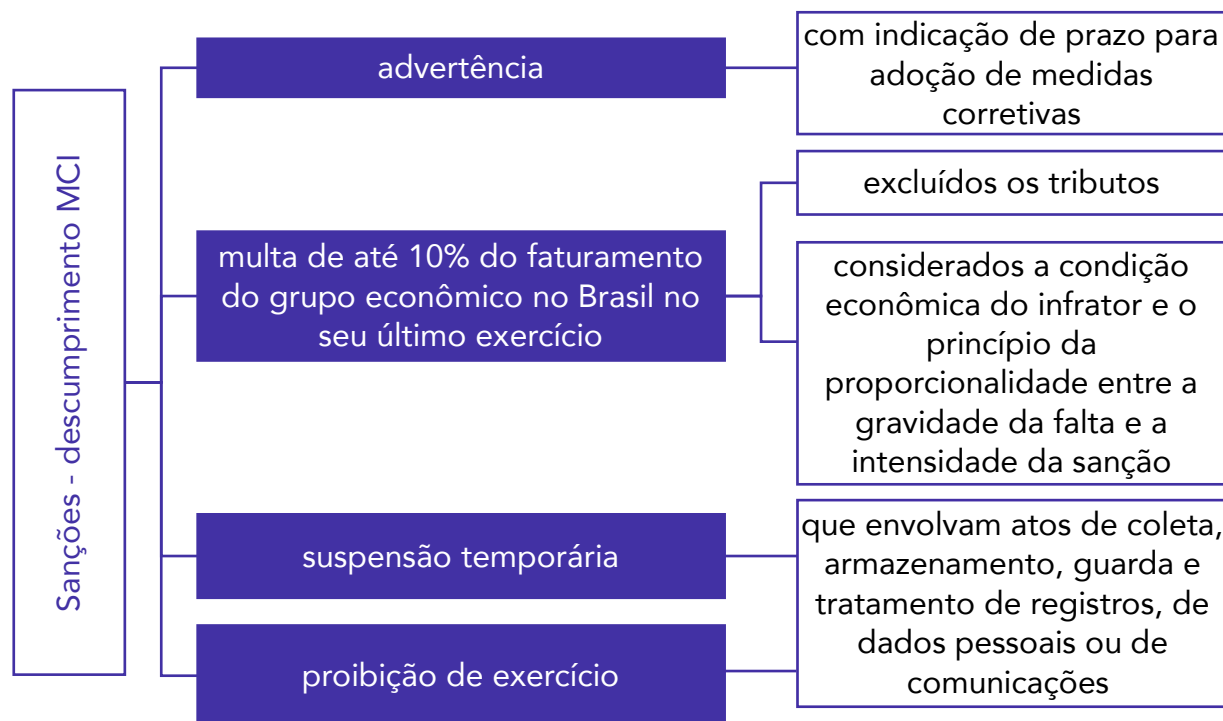 Sanções - descumprimento MCI
advertência
com indicação de prazo para
adoção de medidas
corretivas
multa de até 10% do faturamento
do grupo econômico no Brasil no
seu último exercício
excluídos os tributos
considerados a condição
econômica do infrator e o
princípio da
proporcionalidade entre a
gravidade da falta e a
intensidade da sanção
suspensão temporária
proibição de exercício
que envolvam atos de coleta,
armazenamento, guarda e
tratamento de registros, de
dados pessoais ou de
comunicações